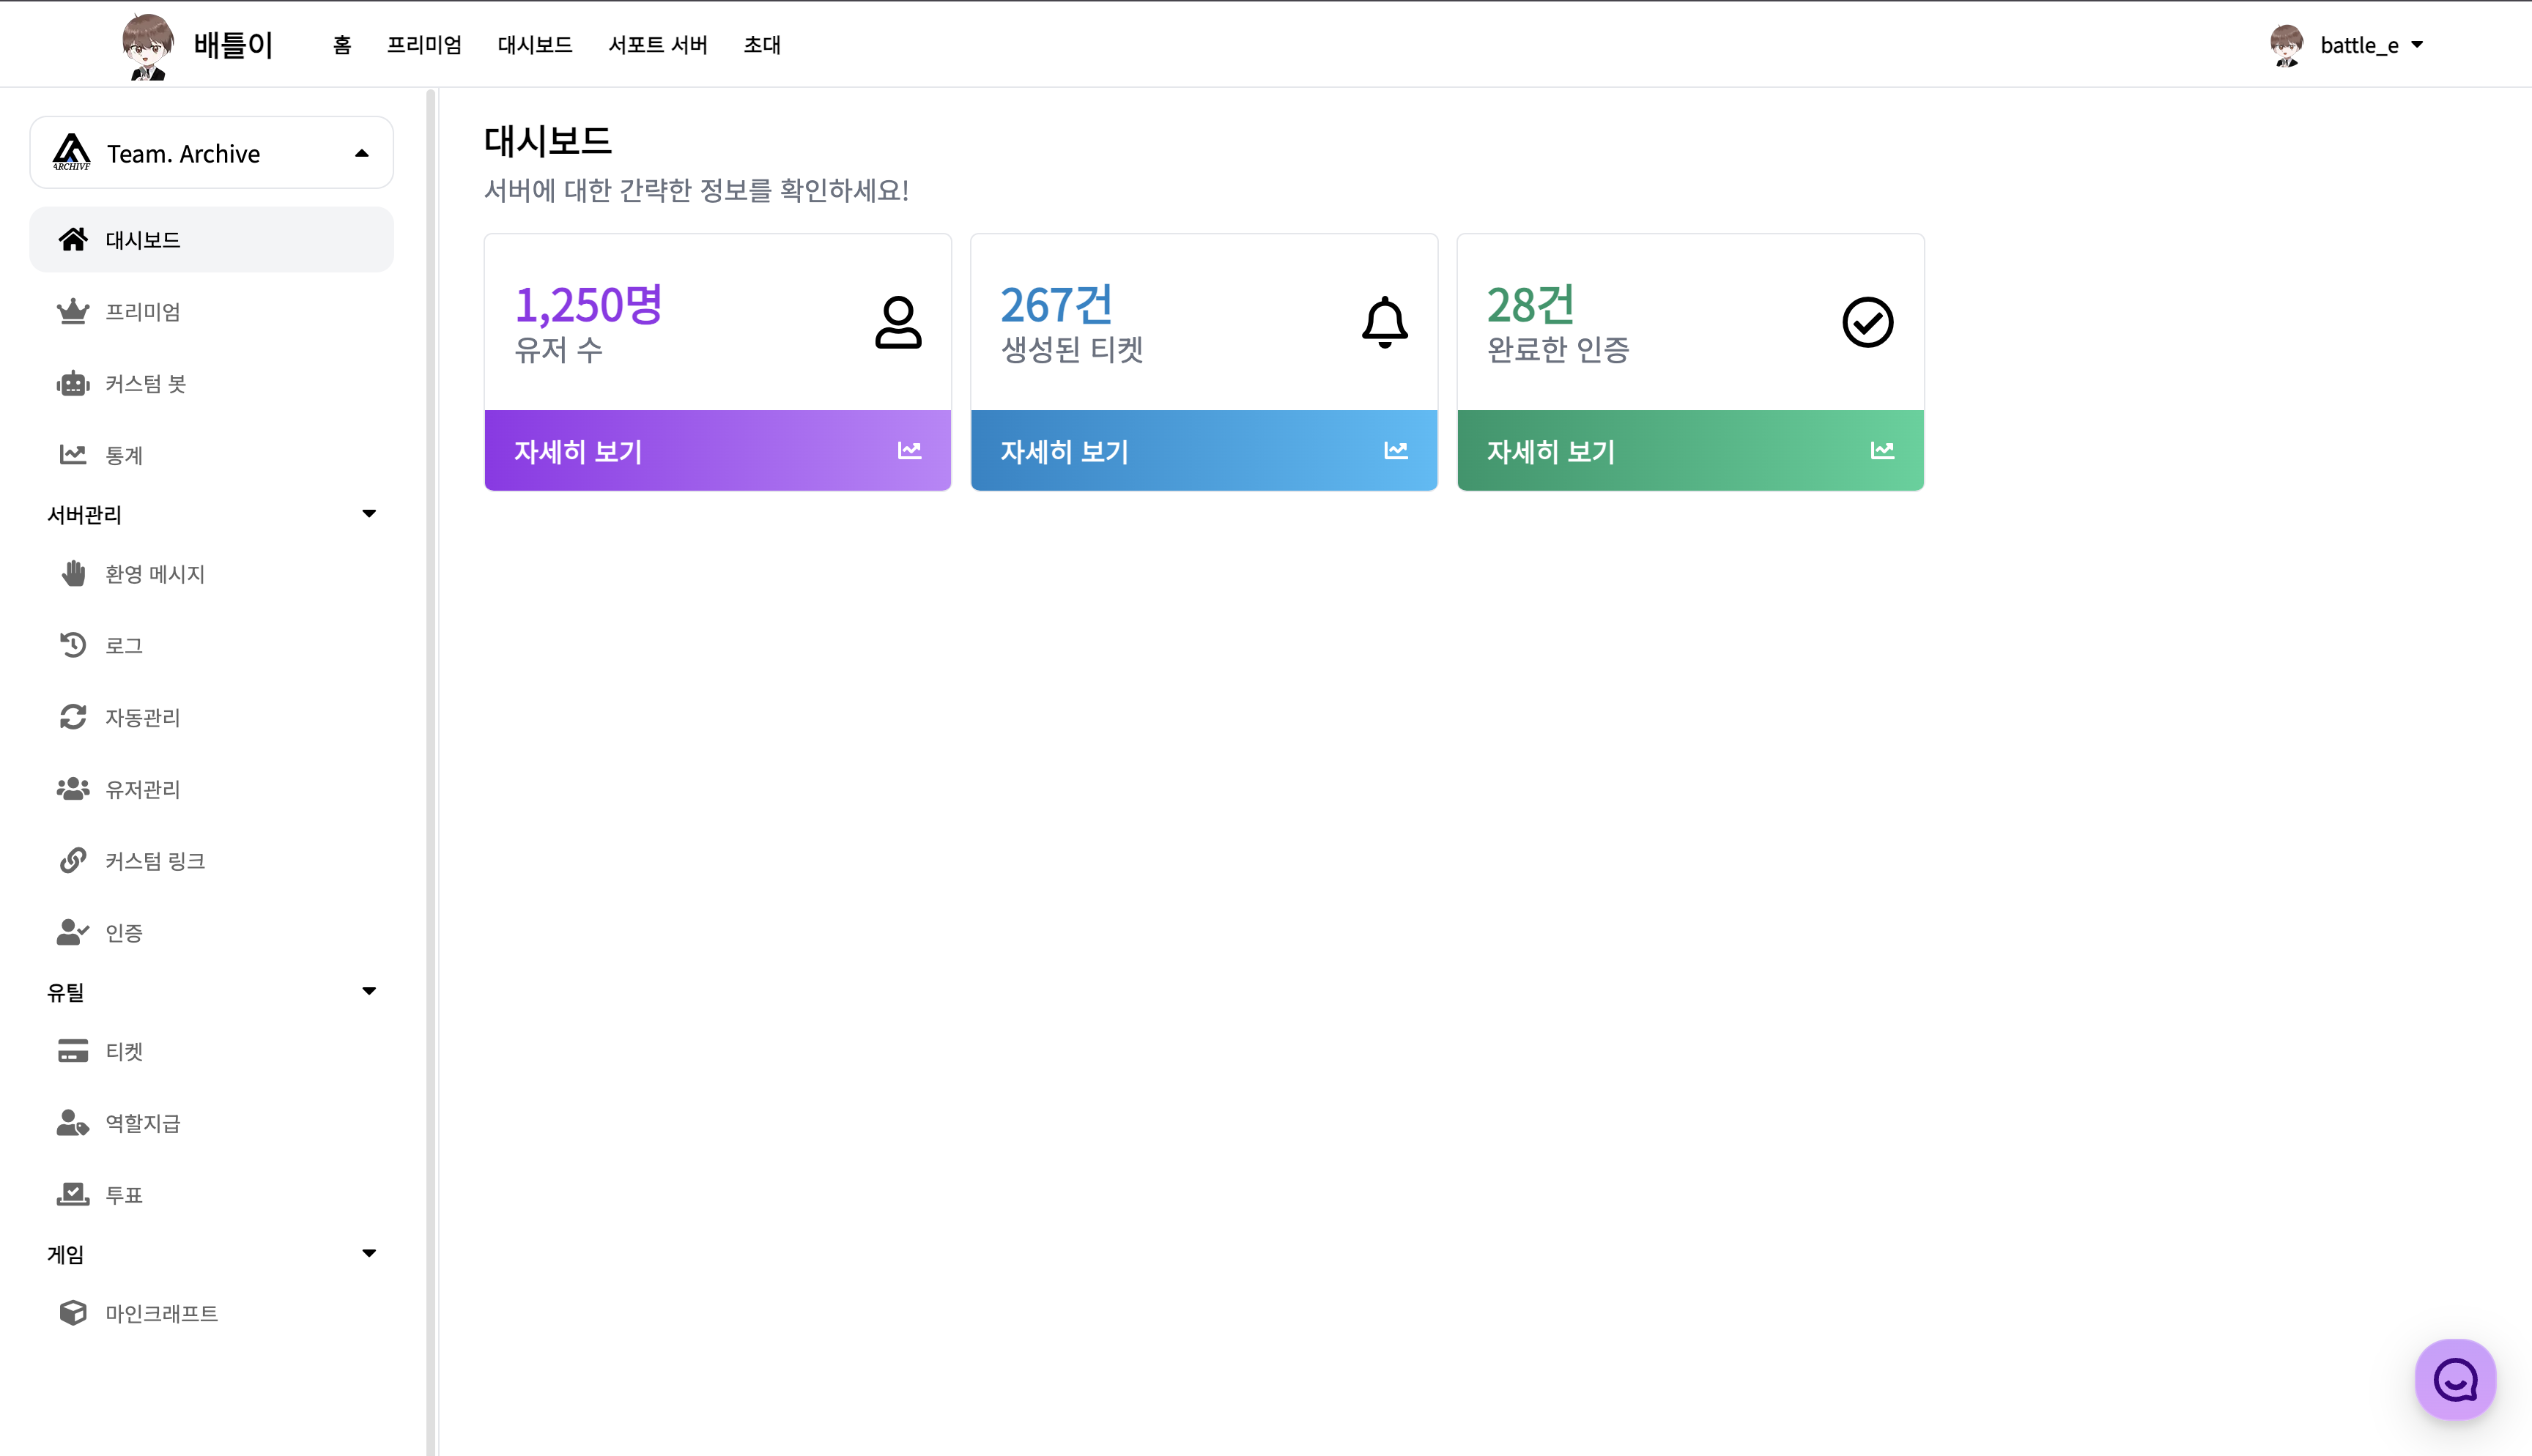 배틀이
홈
프리미엄
대시보드
서포트 서버
초대
battle_e
ARCHIVE
Team. Archive
대시보드
프리미엄
커스텀 봇
통계
서버관리
환영 메시지
로그
자동관리
유저관리
커스텀 링크
인증
유틸
티켓
역할지급
투표
게임
마인크래프트
대시보드
서버에 대한 간략한 정보를 확인하세요!
1,250명
유저 수
자세히 보기
267건
생성된 티켓
자세히 보기
28건
완료한 인증
자세히 보기